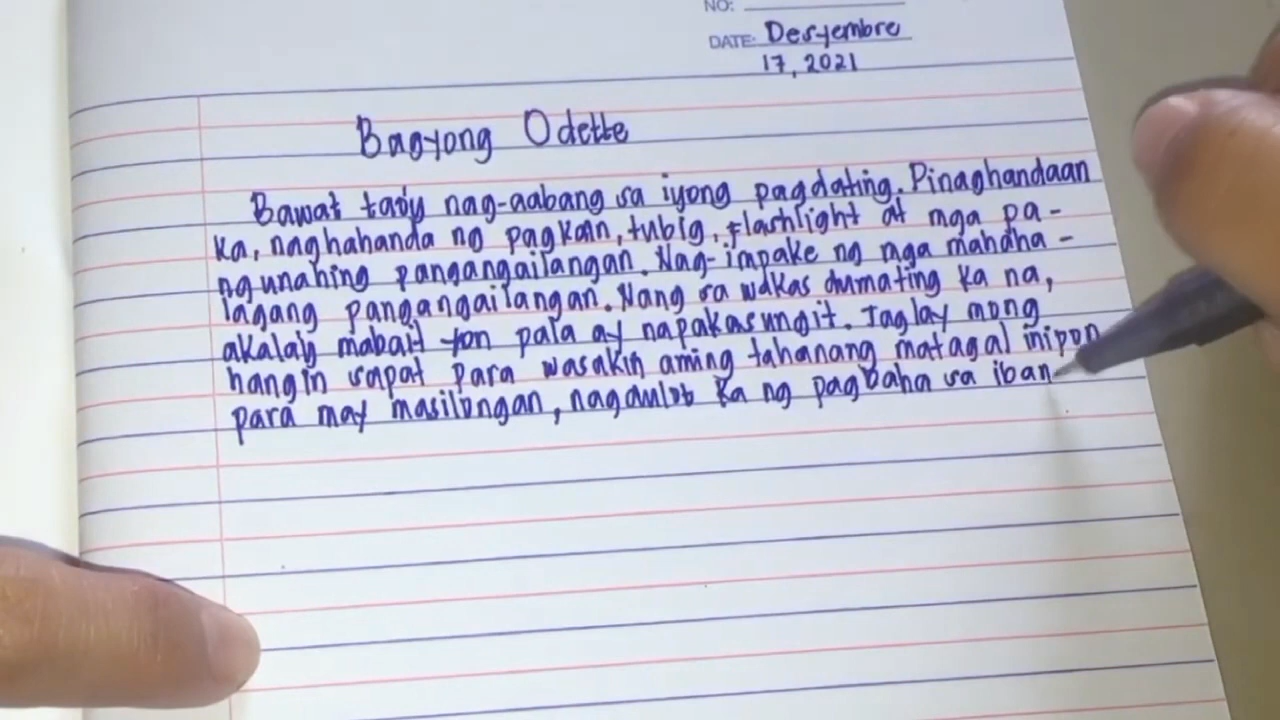 NO:
DATE: Desyembre
17, 2021
Bagyong Odette
Bawat tao'y nag-aabang sa iyong pagdating. Pinaghandaan
ka, naghahanda ng pagkain, tubig, flashlight at mga pa-
ngunahing pangangailangan. Nag-impake ng mga mahaha-
lagang pangangailangan. Nang sa wakas dumating ka na,
akala'y mabait yon pala ay napakasungit. Taglay mong
hangin sapat para wasakin aming tahanang matagal inipon
para may masilongan, nagdulot ka ng pagbaha sa iban